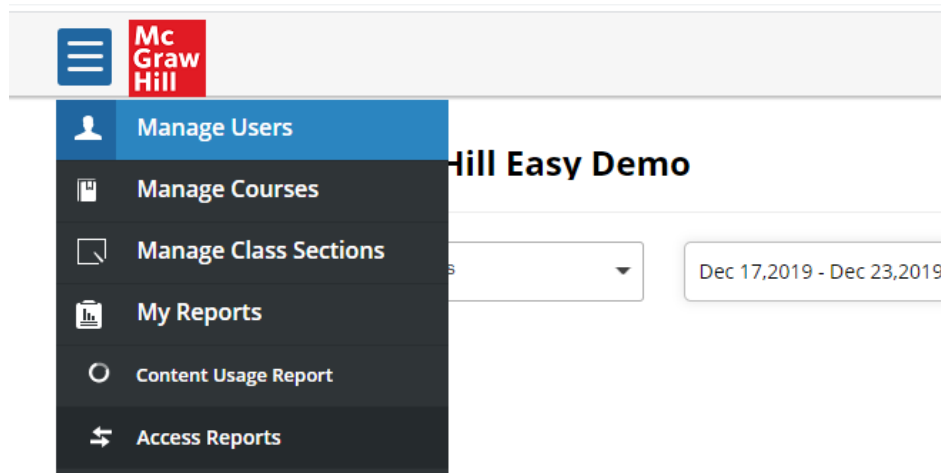 Mc
Graw
Hill
Manage Users
Hill Easy Demo
Manage Courses
Manage Class Sections
s
Dec 17,2019 - Dec 23,2019
My Reports
Content Usage Report
Access Reports